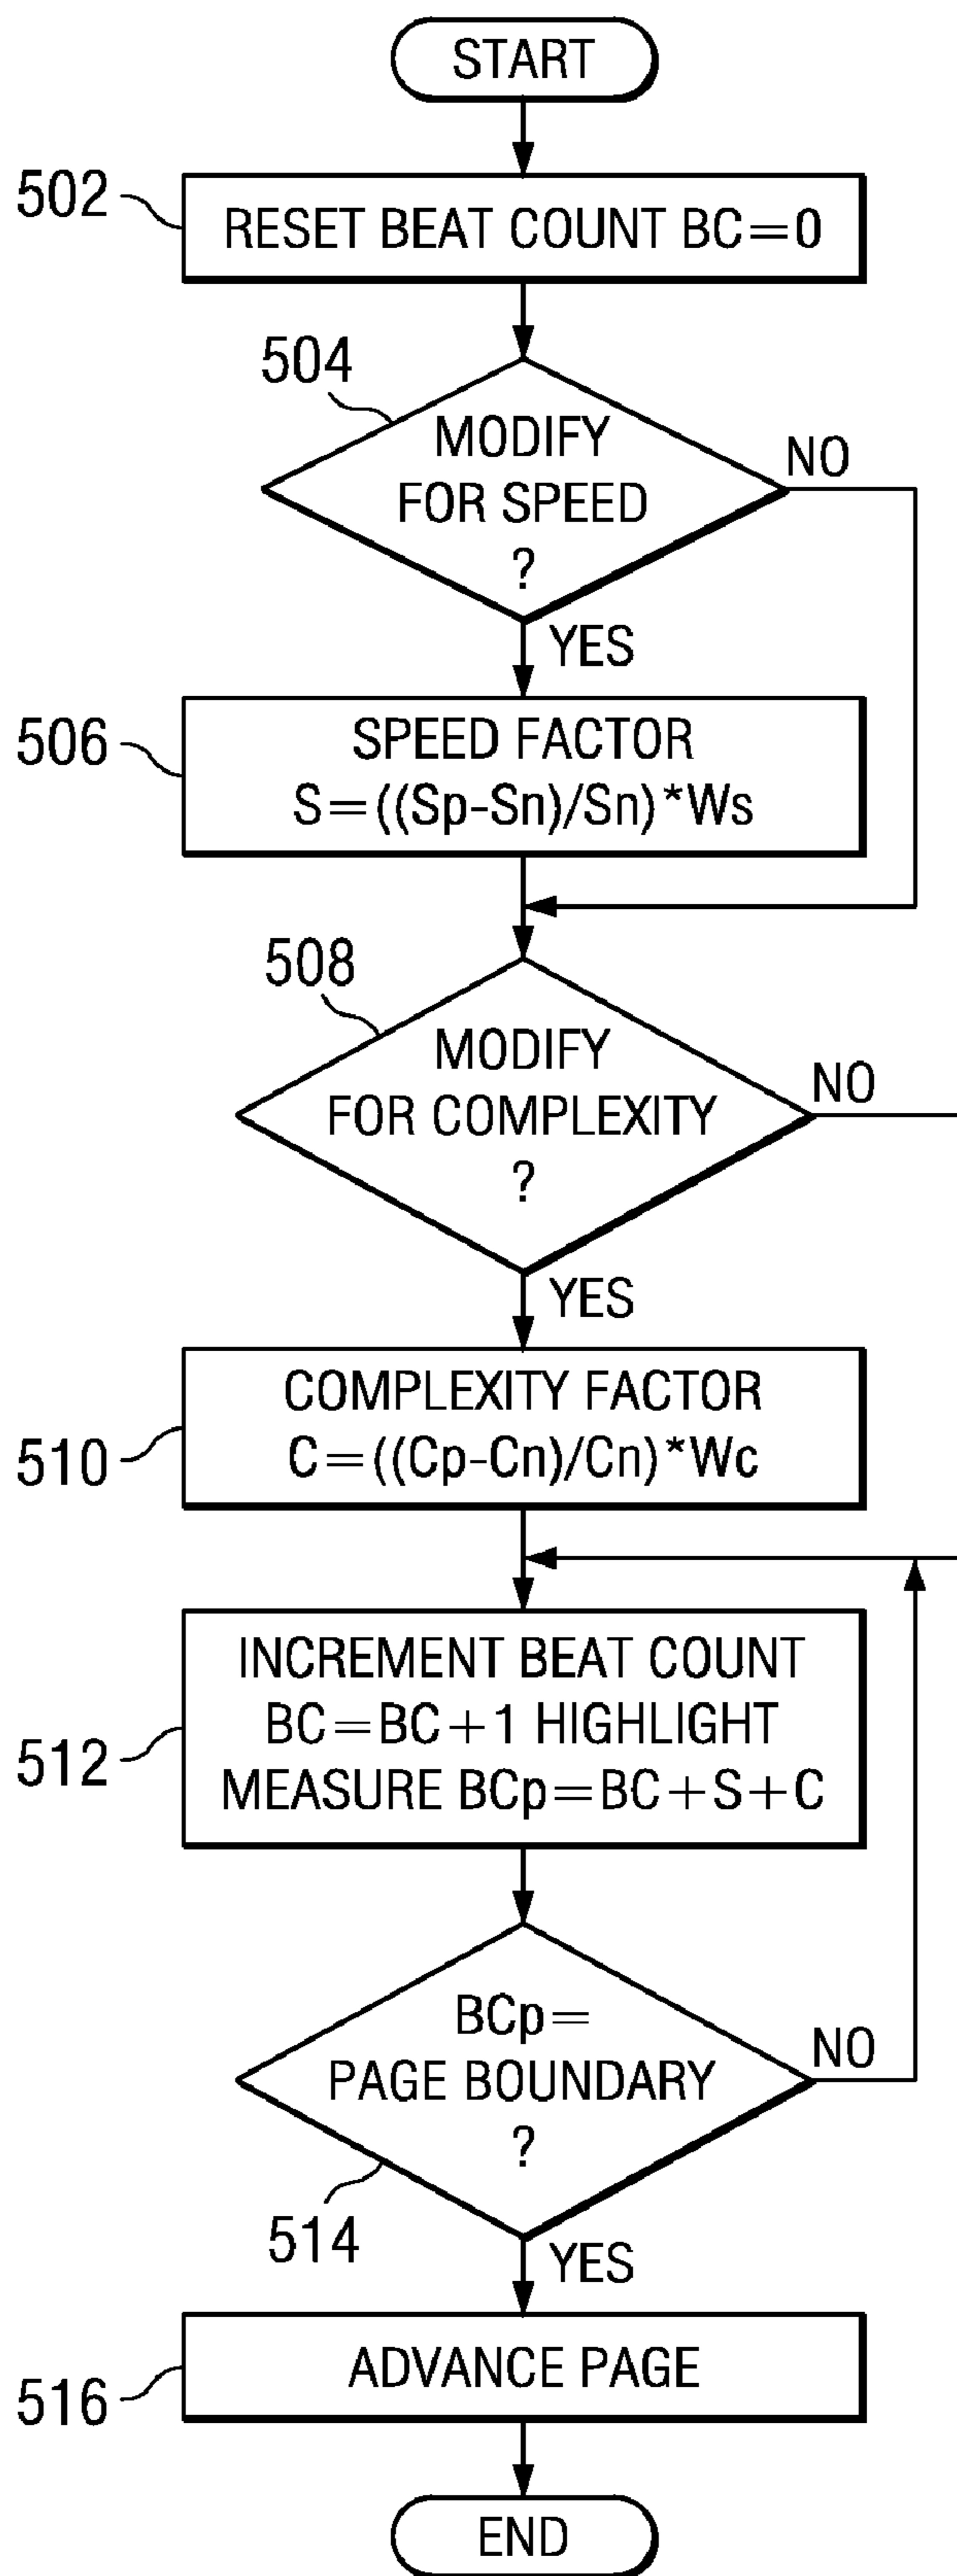 START
502
RESET BEAT COUNT BC=0
504
MODIFY
FOR SPEED
?
NO
YES
506
SPEED FACTOR
S=((Sp-Sn)/Sn)*Ws
508
MODIFY
FOR COMPLEXITY
?
NO
YES
510
COMPLEXITY FACTOR
C=((Cp-Cn)/Cn)*Wc
512
INCREMENT BEAT COUNT
BC=BC+1 HIGHLIGHT
MEASURE BCp=BC+S+C
BCp=
PAGE BOUNDARY
?
NO
514
YES
516
ADVANCE PAGE
END